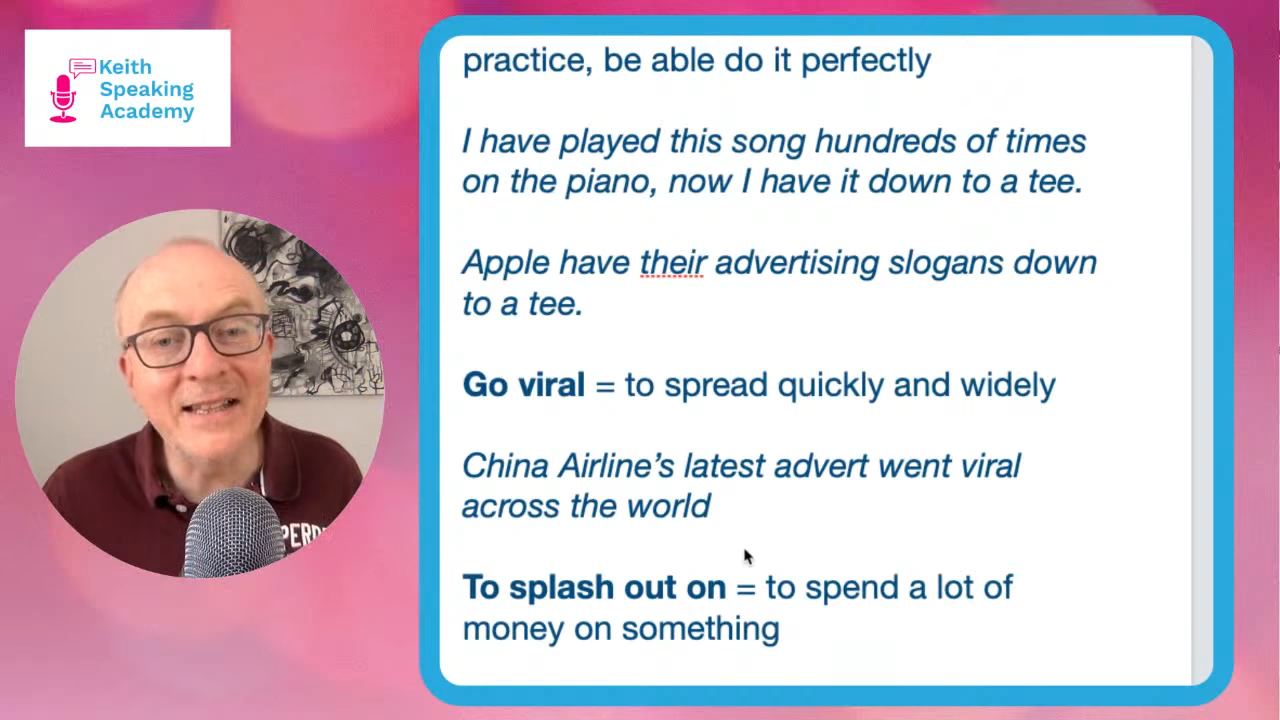 Keith
Speaking
Academy
practice, be able do it perfectly
I have played this song hundreds of times
on the piano, now I have it down to a tee.
Apple have their advertising slogans down
to a tee.
Go viral = to spread quickly and widely
China Airline’s latest advert went viral
across the world
To splash out on = to spend a lot of
money on something